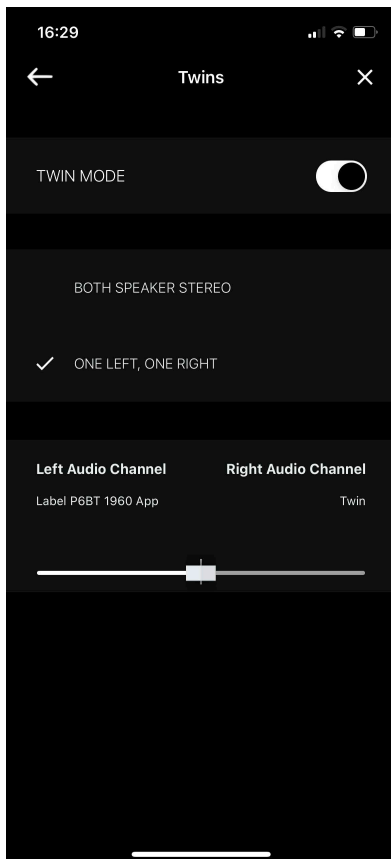 16:29
Twins
TWIN MODE
BOTH SPEAKER STEREO
ONE LEFT, ONE RIGHT
Left Audio Channel Right Audio Channel
Label P6BT 1960 App Twin